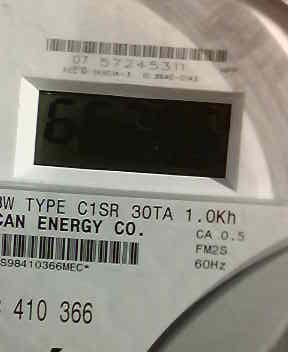 07 57245311
3W TYPE C1SR 30TA 1.0Kh
CAN ENERGY CO.
CA 0.5
FM2S
60Hz
S98410366MEC*
410 366